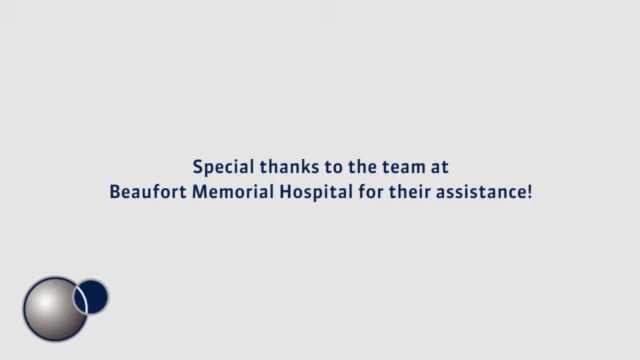 Special thanks to the team at
Beaufort Memorial Hospital for their assistance!